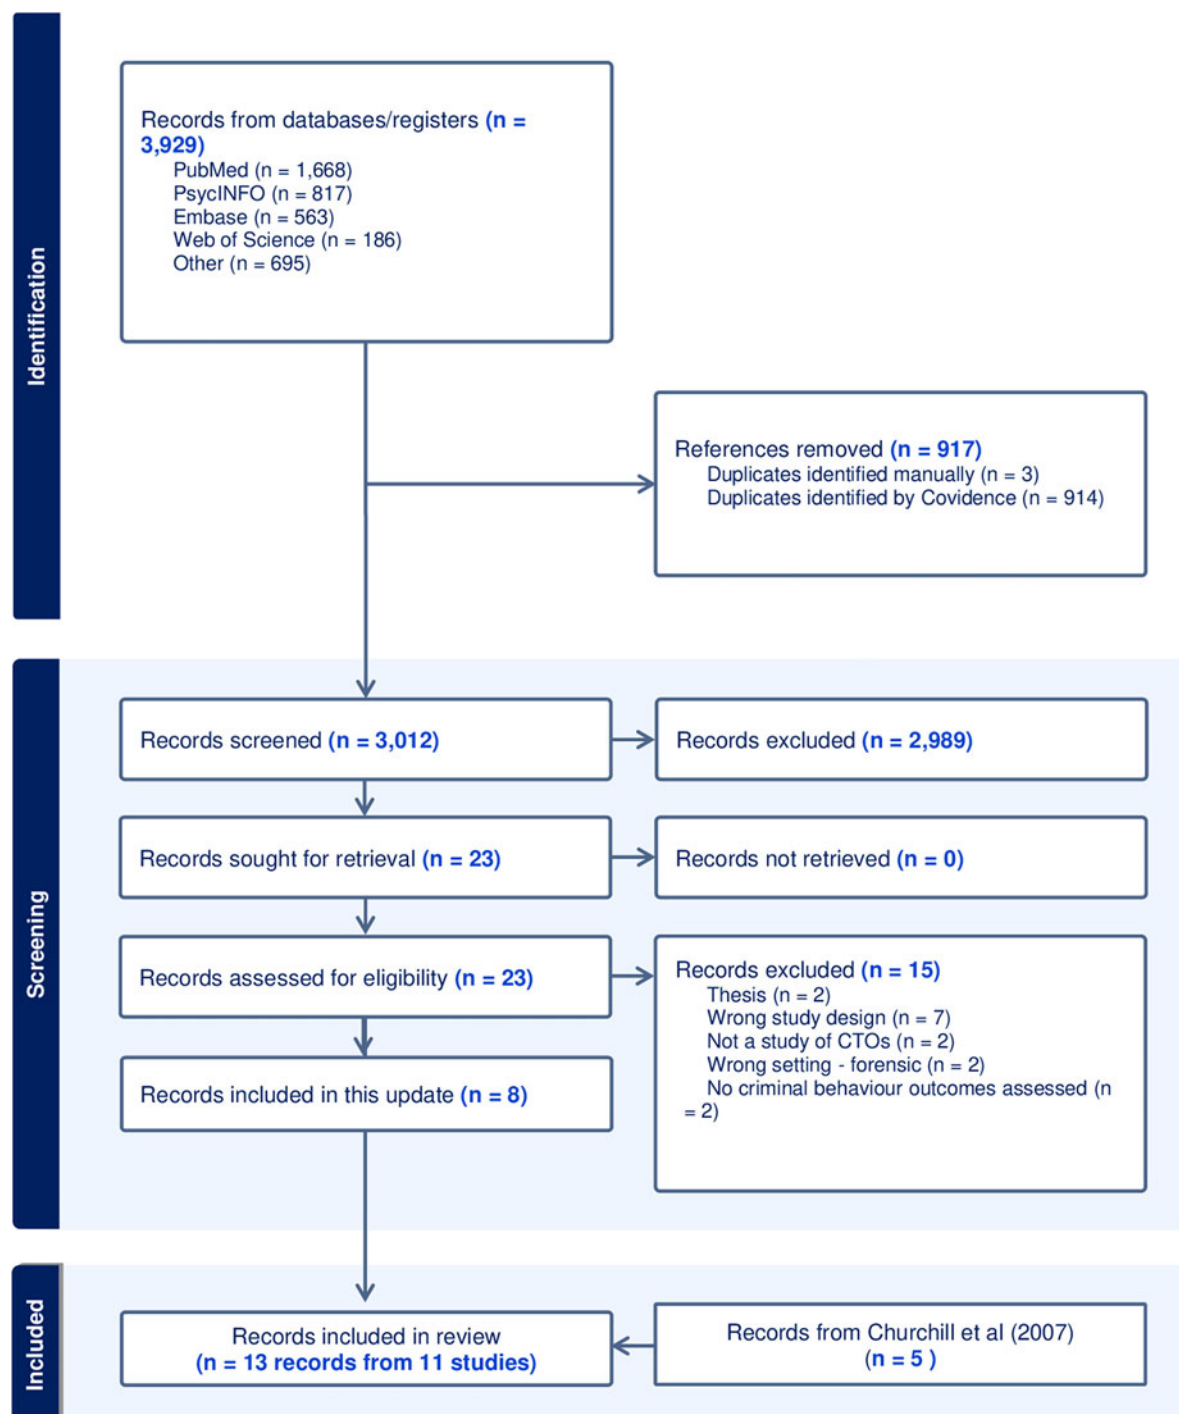 Identification
Records from databases/registers (n =
3,929)
PubMed (n = 1,668)
PsycINFO (n = 817)
Embase (n = 563)
Web of Science (n = 186)
Other (n = 695)
References removed (n = 917)
Duplicates identified manually (n = 3)
Duplicates identified by Covidence (n = 914)
Screening
Records screened (n = 3,012)
Records excluded (n = 2,989)
Records sought for retrieval (n = 23)
Records not retrieved (n = 0)
Records assessed for eligibility (n = 23)
Records excluded (n = 15)
Thesis (n = 2)
Wrong study design (n = 7)
Not a study of CTOs (n = 2)
Wrong setting - forensic (n = 2)
No criminal behaviour outcomes assessed (n
= 2)
Records included in this update (n = 8)
Included
Records included in review
(n = 13 records from 11 studies)
Records from Churchill et al (2007)
(n = 5 )